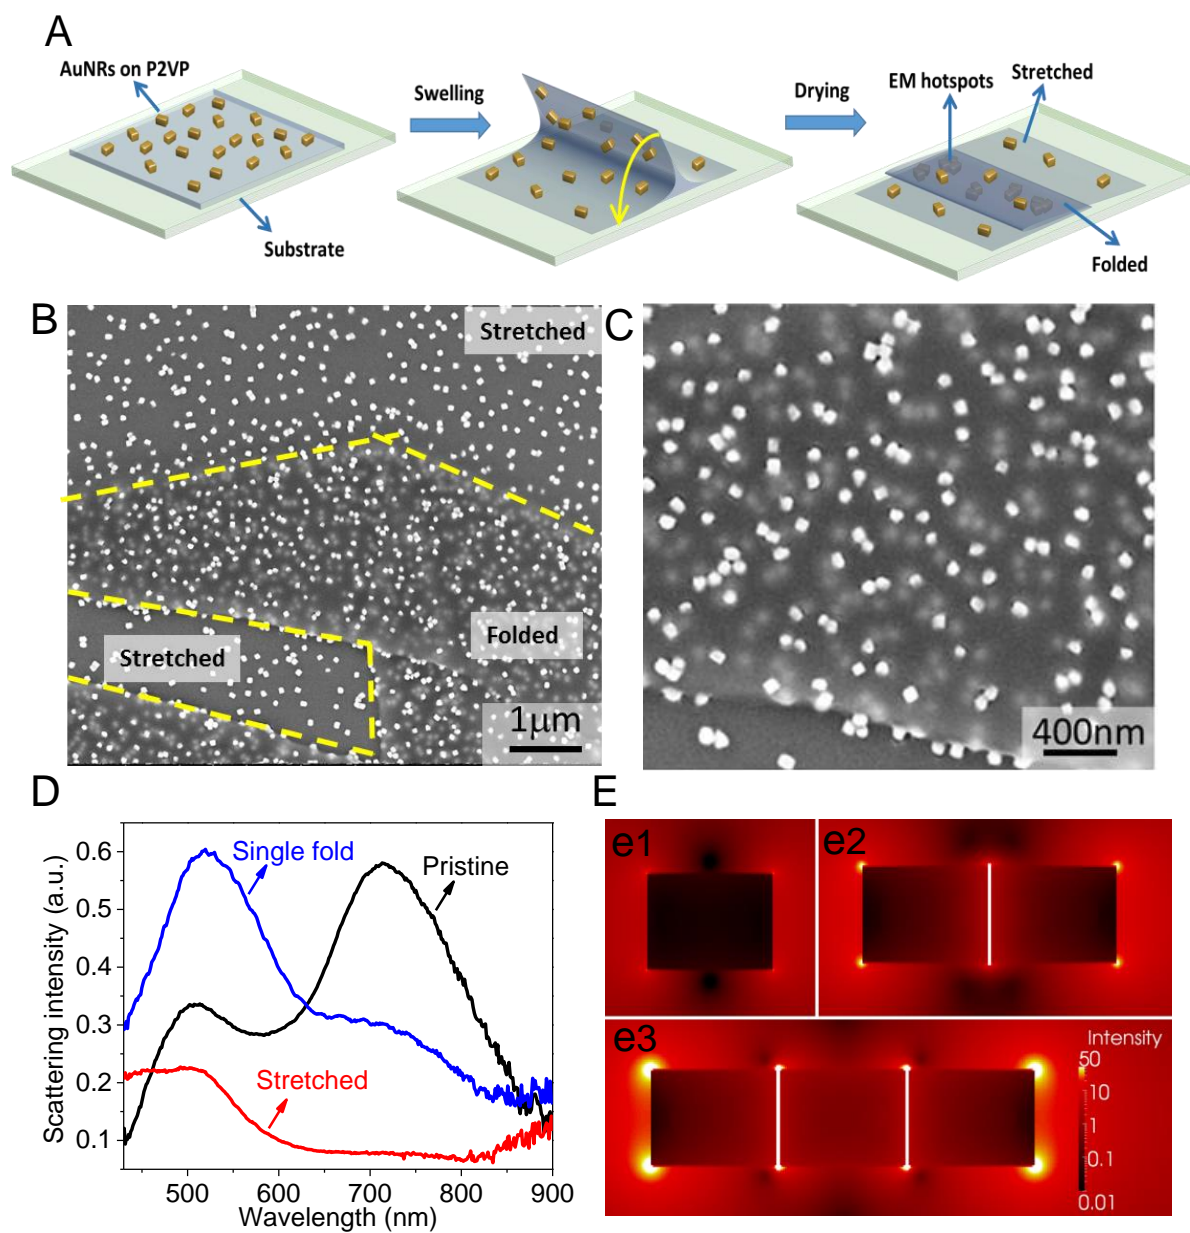 A
AuNRs on P2VP
Substrate
Swelling
Drying
EM hotspots
Stretched
Folded
B
Stretched
Stretched
Folded
1μm
C
400nm
D
Scattering intensity (a.u.)
0.6
0.5
0.4
0.3
0.2
0.1
Single fold
Pristine
Stretched
500 600 700 800 900
Wavelength (nm)
E
e1
e2
e3
Intensity
50
10
1
0.1
0.01